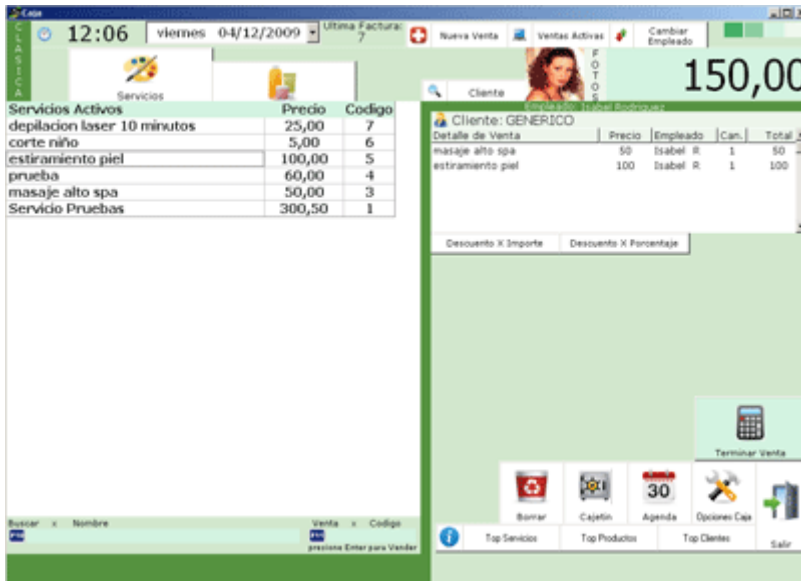 Caja
CLASICA
12:06
viernes 04/12/2009
Ultima Factura:
7
Nueva Venta
Ventas Activas
Cambiar
Empleado
Servicios
Cliente
FOTOS
150,00
Empleado: Isabel Rodriguez
Servicios Activos Precio Codigo
depilacion laser 10 minutos 25,00 7
corte niño 5,00 6
estiramiento piel 100,00 5
prueba 60,00 4
masaje alto spa 50,00 3
Servicio Pruebas 300,50 1
Cliente: GENERICO
Detalle de Venta Precio Empleado Can. Total
masaje alto spa 50 Isabel R 1 50
estiramiento piel 100 Isabel R 1 100
Descuento X Importe Descuento X Porcentaje
Terminar Venta
30
Borrar Cajetin Agenda Opciones Caja
Salir
Top Servicios Top Productos Top Clientes
Buscar x Nombre
Venta x Codigo
presione Enter para Vender